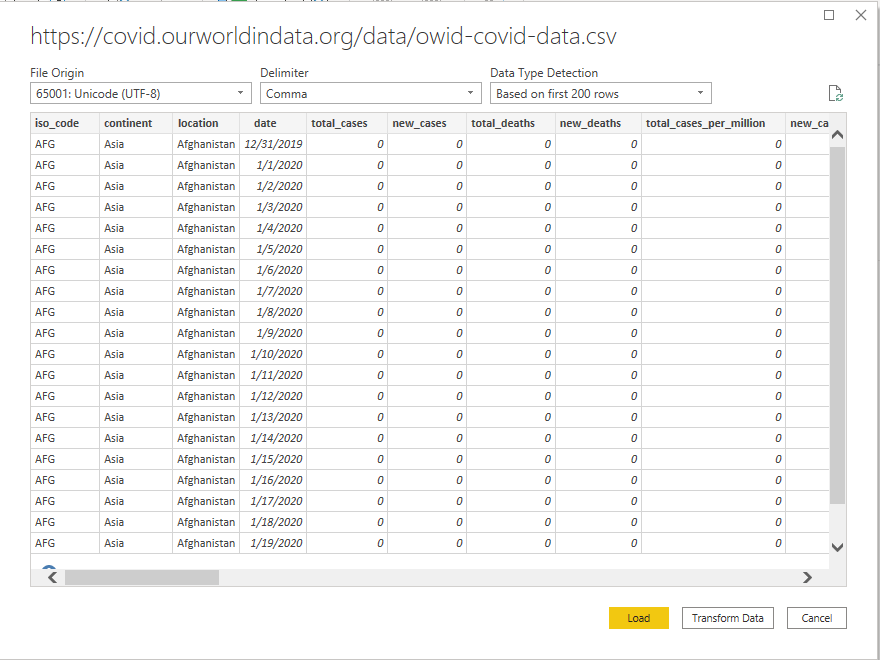 https://covid.ourworldindata.org/data/owid-covid-data.csv
File Origin Delimiter Data Type Detection
65001: Unicode (UTF-8) Comma Based on first 200 rows
iso_code continent location date total_cases new_cases total_deaths new_deaths total_cases_per_million new_ca
AFG Asia Afghanistan 12/31/2019 0 0 0 0 0
AFG Asia Afghanistan 1/1/2020 0 0 0 0 0
AFG Asia Afghanistan 1/2/2020 0 0 0 0 0
AFG Asia Afghanistan 1/3/2020 0 0 0 0 0
AFG Asia Afghanistan 1/4/2020 0 0 0 0 0
AFG Asia Afghanistan 1/5/2020 0 0 0 0 0
AFG Asia Afghanistan 1/6/2020 0 0 0 0 0
AFG Asia Afghanistan 1/7/2020 0 0 0 0 0
AFG Asia Afghanistan 1/8/2020 0 0 0 0 0
AFG Asia Afghanistan 1/9/2020 0 0 0 0 0
AFG Asia Afghanistan 1/10/2020 0 0 0 0 0
AFG Asia Afghanistan 1/11/2020 0 0 0 0 0
AFG Asia Afghanistan 1/12/2020 0 0 0 0 0
AFG Asia Afghanistan 1/13/2020 0 0 0 0 0
AFG Asia Afghanistan 1/14/2020 0 0 0 0 0
AFG Asia Afghanistan 1/15/2020 0 0 0 0 0
AFG Asia Afghanistan 1/16/2020 0 0 0 0 0
AFG Asia Afghanistan 1/17/2020 0 0 0 0 0
AFG Asia Afghanistan 1/18/2020 0 0 0 0 0
AFG Asia Afghanistan 1/19/2020 0 0 0 0 0
Load Transform Data Cancel